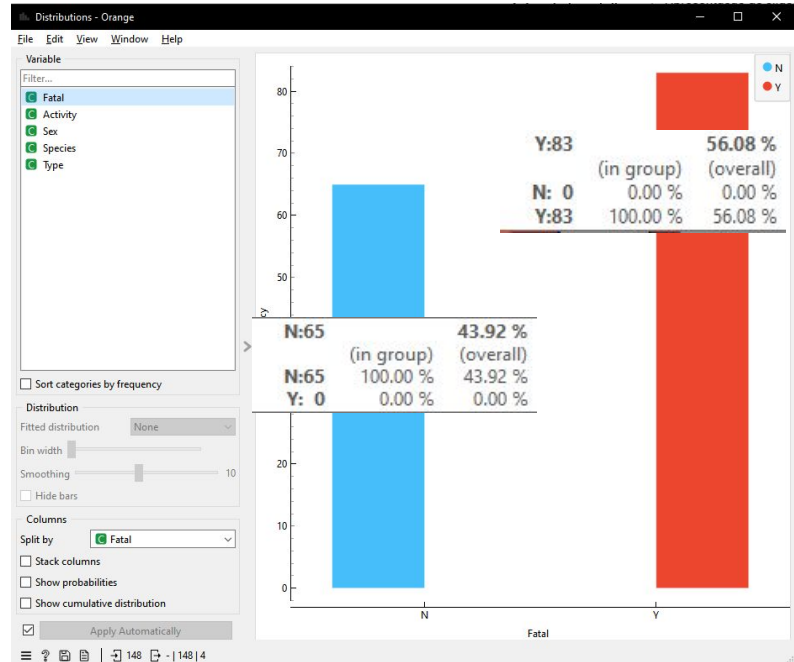 Distributions - Orange
File Edit View Window Help
Variable
Filter...
C Fatal
C Activity
C Sex
C Species
C Type
Sort categories by frequency
Distribution
Fitted distribution None
Bin width
Smoothing 10
Hide bars
Columns
Split by C Fatal
Stack columns
Show probabilities
Show cumulative distribution
Apply Automatically
148 - | 148 | 4
N
Y
80
70
60
50
20
10
0
Y:83 56.08 %
(in group) (overall)
N: 0 0.00 % 0.00 %
Y:83 100.00 % 56.08 %
N:65 43.92 %
(in group) (overall)
N:65 100.00 % 43.92 %
Y: 0 0.00 % 0.00 %
N Y
Fatal